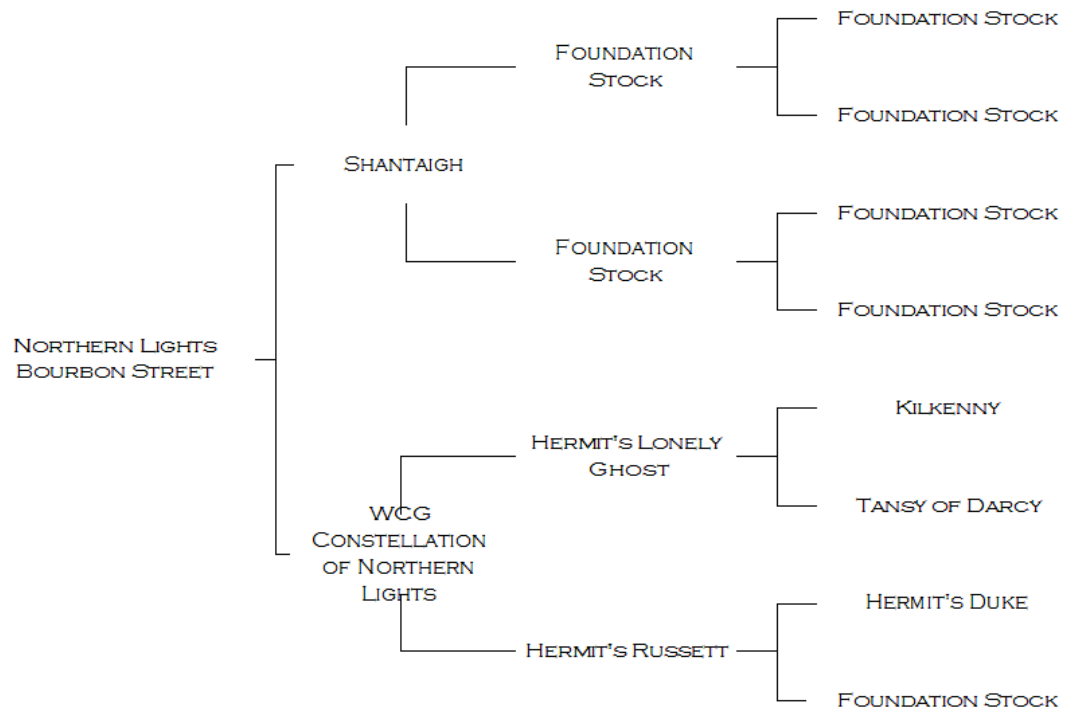 Foundation Stock
Foundation
Stock
Foundation Stock
Shantaigh
Foundation Stock
Foundation
Stock
Foundation Stock
Northern Lights
Bourbon Street
Kilkenny
Hermit's Lonely
Ghost
Tansy of Darcy
WCG
Constellation
of Northern
Lights
Hermit's Duke
Hermit's Russett
Foundation Stock